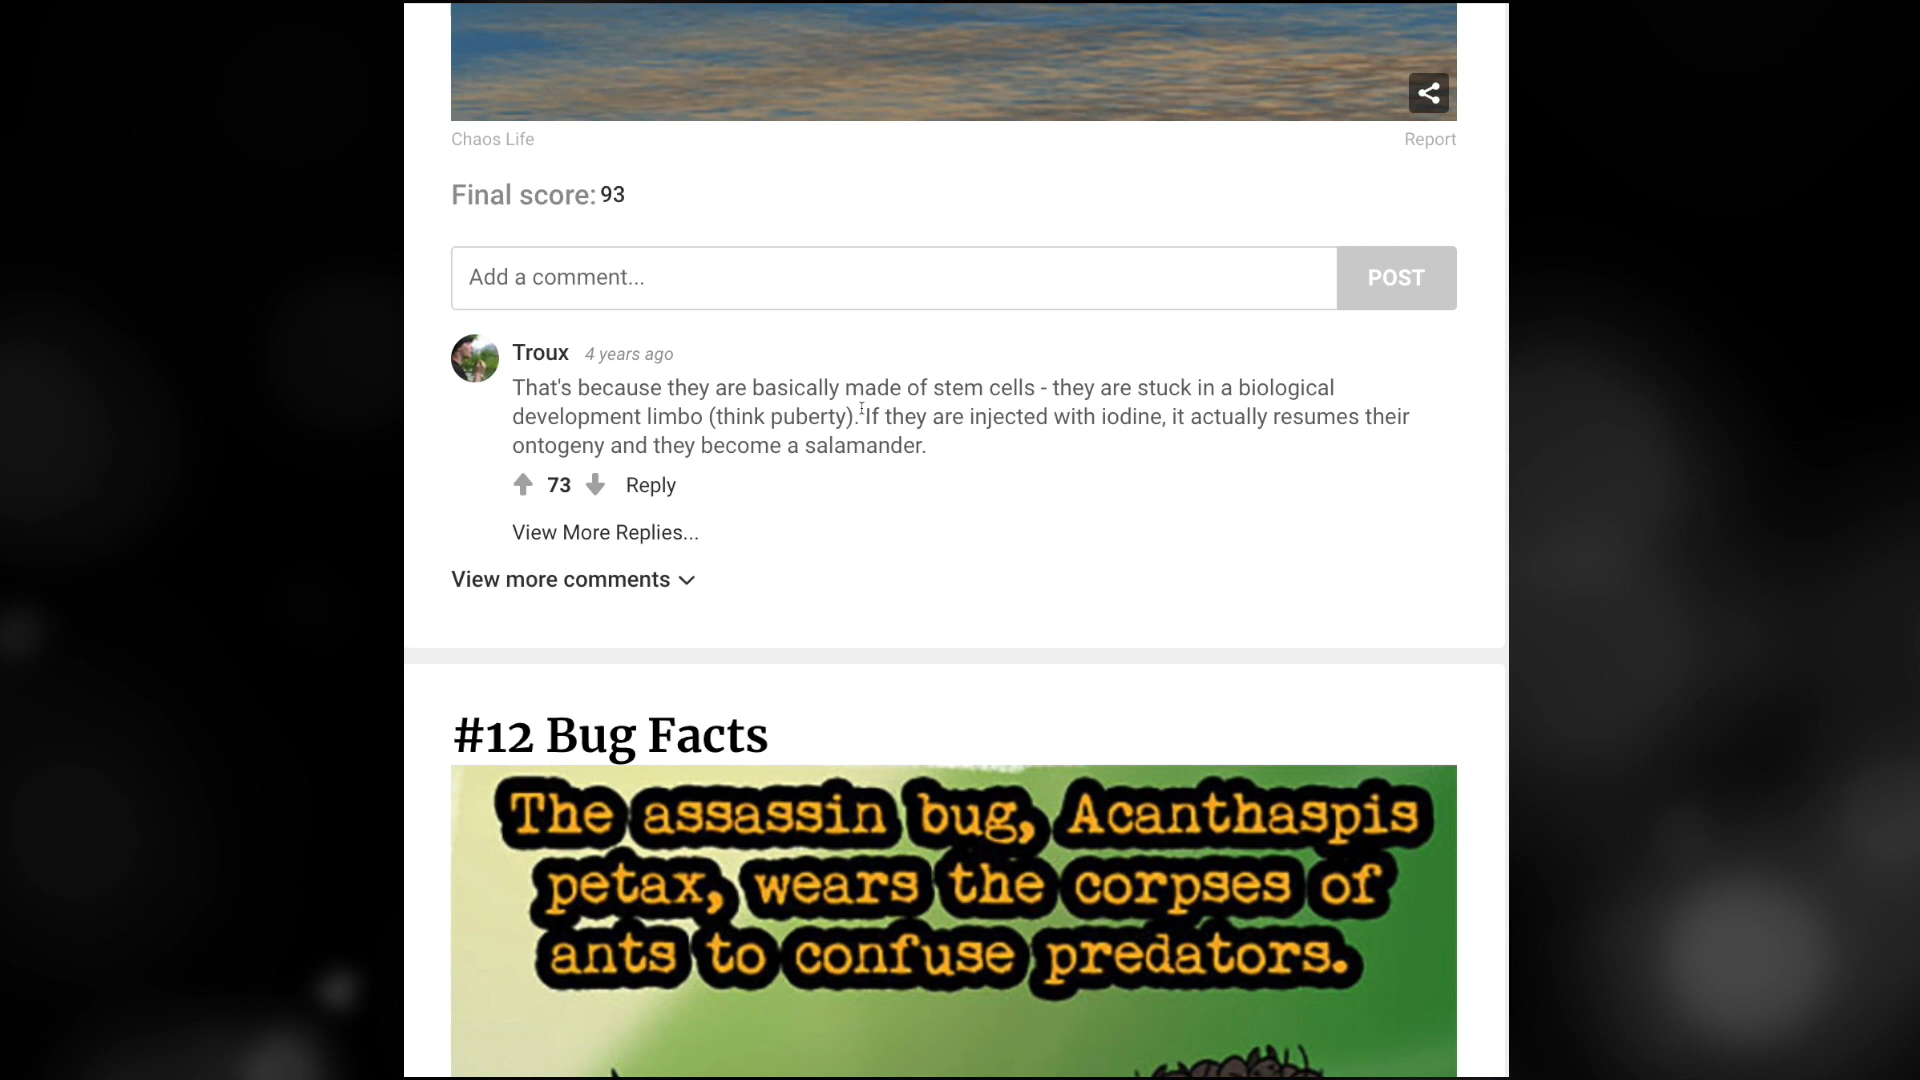 Chaos Life
Report
Final score: 93
Add a comment...
POST
Troux 4 years ago
That's because they are basically made of stem cells - they are stuck in a biological
development limbo (think puberty). If they are injected with iodine, it actually resumes their
ontogeny and they become a salamander.
73 Reply
View More Replies...
View more comments
#12 Bug Facts
The assassin bug, Acanthaspis
petax, wears the corpses of
ants to confuse predators.